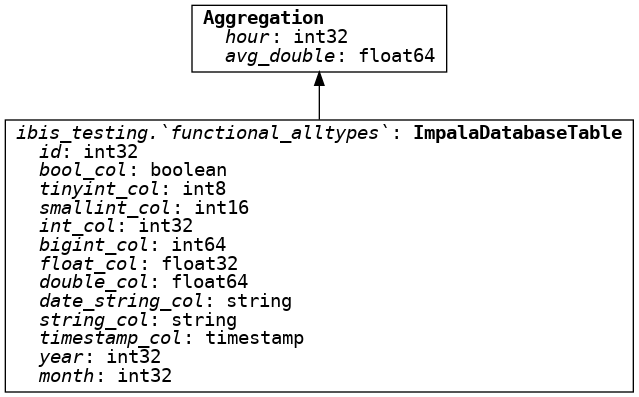 Aggregation
hour: int32
avg_double: float64
ibis_testing.`functional_alltypes`: ImpalaDatabaseTable
id: int32
bool_col: boolean
tinyint_col: int8
smallint_col: int16
int_col: int32
bigint_col: int64
float_col: float32
double_col: float64
date_string_col: string
string_col: string
timestamp_col: timestamp
year: int32
month: int32